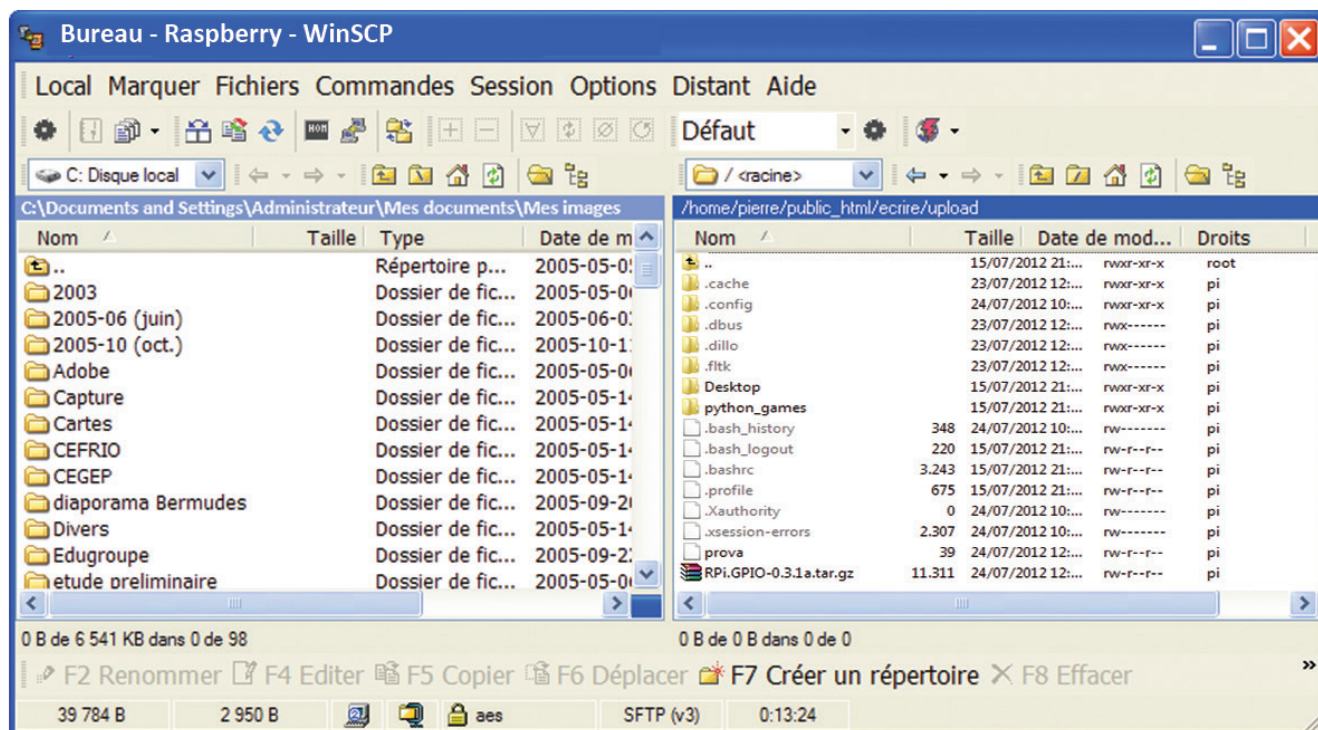 Bureau - Raspberry - WinSCP
Local Marquer Fichiers Commandes Session Options Distant Aide
Défaut
C: Disque local / <racine>
C:\Documents and Settings\Administrateur\Mes documents\Mes images
Nom Taille Type Date de m
.. Répertoire p... 2005-05-0
2003 Dossier de fic... 2005-05-0
2005-06 (juin) Dossier de fic... 2005-06-0
2005-10 (oct.) Dossier de fic... 2005-10-1
Adobe Dossier de fic... 2005-05-0
Capture Dossier de fic... 2005-05-1
Cartes Dossier de fic... 2005-05-1
CEFRIO Dossier de fic... 2005-05-1
CEGEP Dossier de fic... 2005-05-1
diaporama Bermudes 2005-09-2
Divers Dossier de fic... 2005-05-1
Edugroupe Dossier de fic... 2005-09-2
etude preliminaire Dossier de fic... 2005-05-0
0 B de 6 541 KB dans 0 de 98
/home/pierre/public_html/ecrire/upload
Nom Taille Date de mod... Droits
.. 15/07/2012 21:... rwxr-xr-x root
.cache 23/07/2012 12:... rwxr-xr-x pi
.config 24/07/2012 10:... rwxr-xr-x pi
.dbus 23/07/2012 12:... rwx------ pi
.dillo 23/07/2012 12:... rwx------ pi
.fltk 23/07/2012 12:... rwx------ pi
Desktop 15/07/2012 21:... rwxr-xr-x pi
python_games 15/07/2012 21:... rwxr-xr-x pi
.bash_history 348 24/07/2012 10:... rw------- pi
.bash_logout 220 15/07/2012 21:... rw-r--r-- pi
.bashrc 3.243 15/07/2012 21:... rw-r--r-- pi
.profile 675 15/07/2012 21:... rw-r--r-- pi
.Xauthority 0 24/07/2012 10:... rw------- pi
.xsession-errors 2.307 24/07/2012 10:... rw------- pi
prova 39 24/07/2012 12:... rw-r--r-- pi
RPi.GPIO-0.3.1a.tar.gz 11.311 24/07/2012 12:... rw-r--r-- pi
0 B de 0 B dans 0 de 0
F2 Renommer F4 Editer F5 Copier F6 Déplacer F7 Créer un répertoire F8 Effacer »
39 784 B 2 950 B aes SFTP (v3) 0:13:24